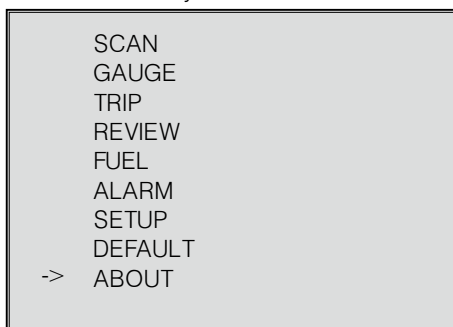 SCAN
GAUGE
TRIP
REVIEW
FUEL
ALARM
SETUP
DEFAULT
-> ABOUT